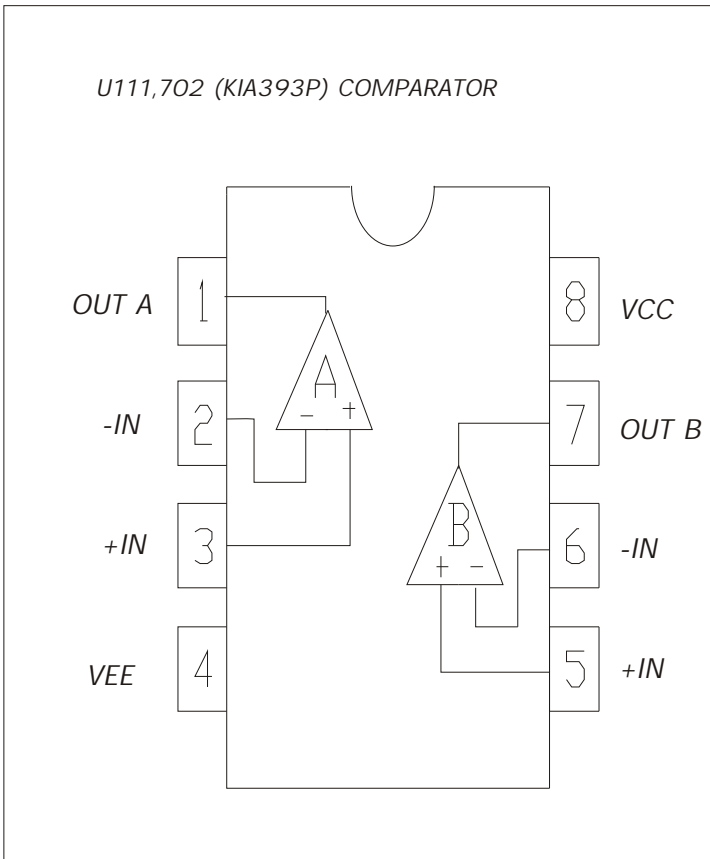 U111,702 (KIA393P) COMPARATOR
OUT A 1 8 VCC
A
-IN 2 - + 7 OUT B
+IN 3 B 6 -IN
+ -
VEE 4 5 +IN